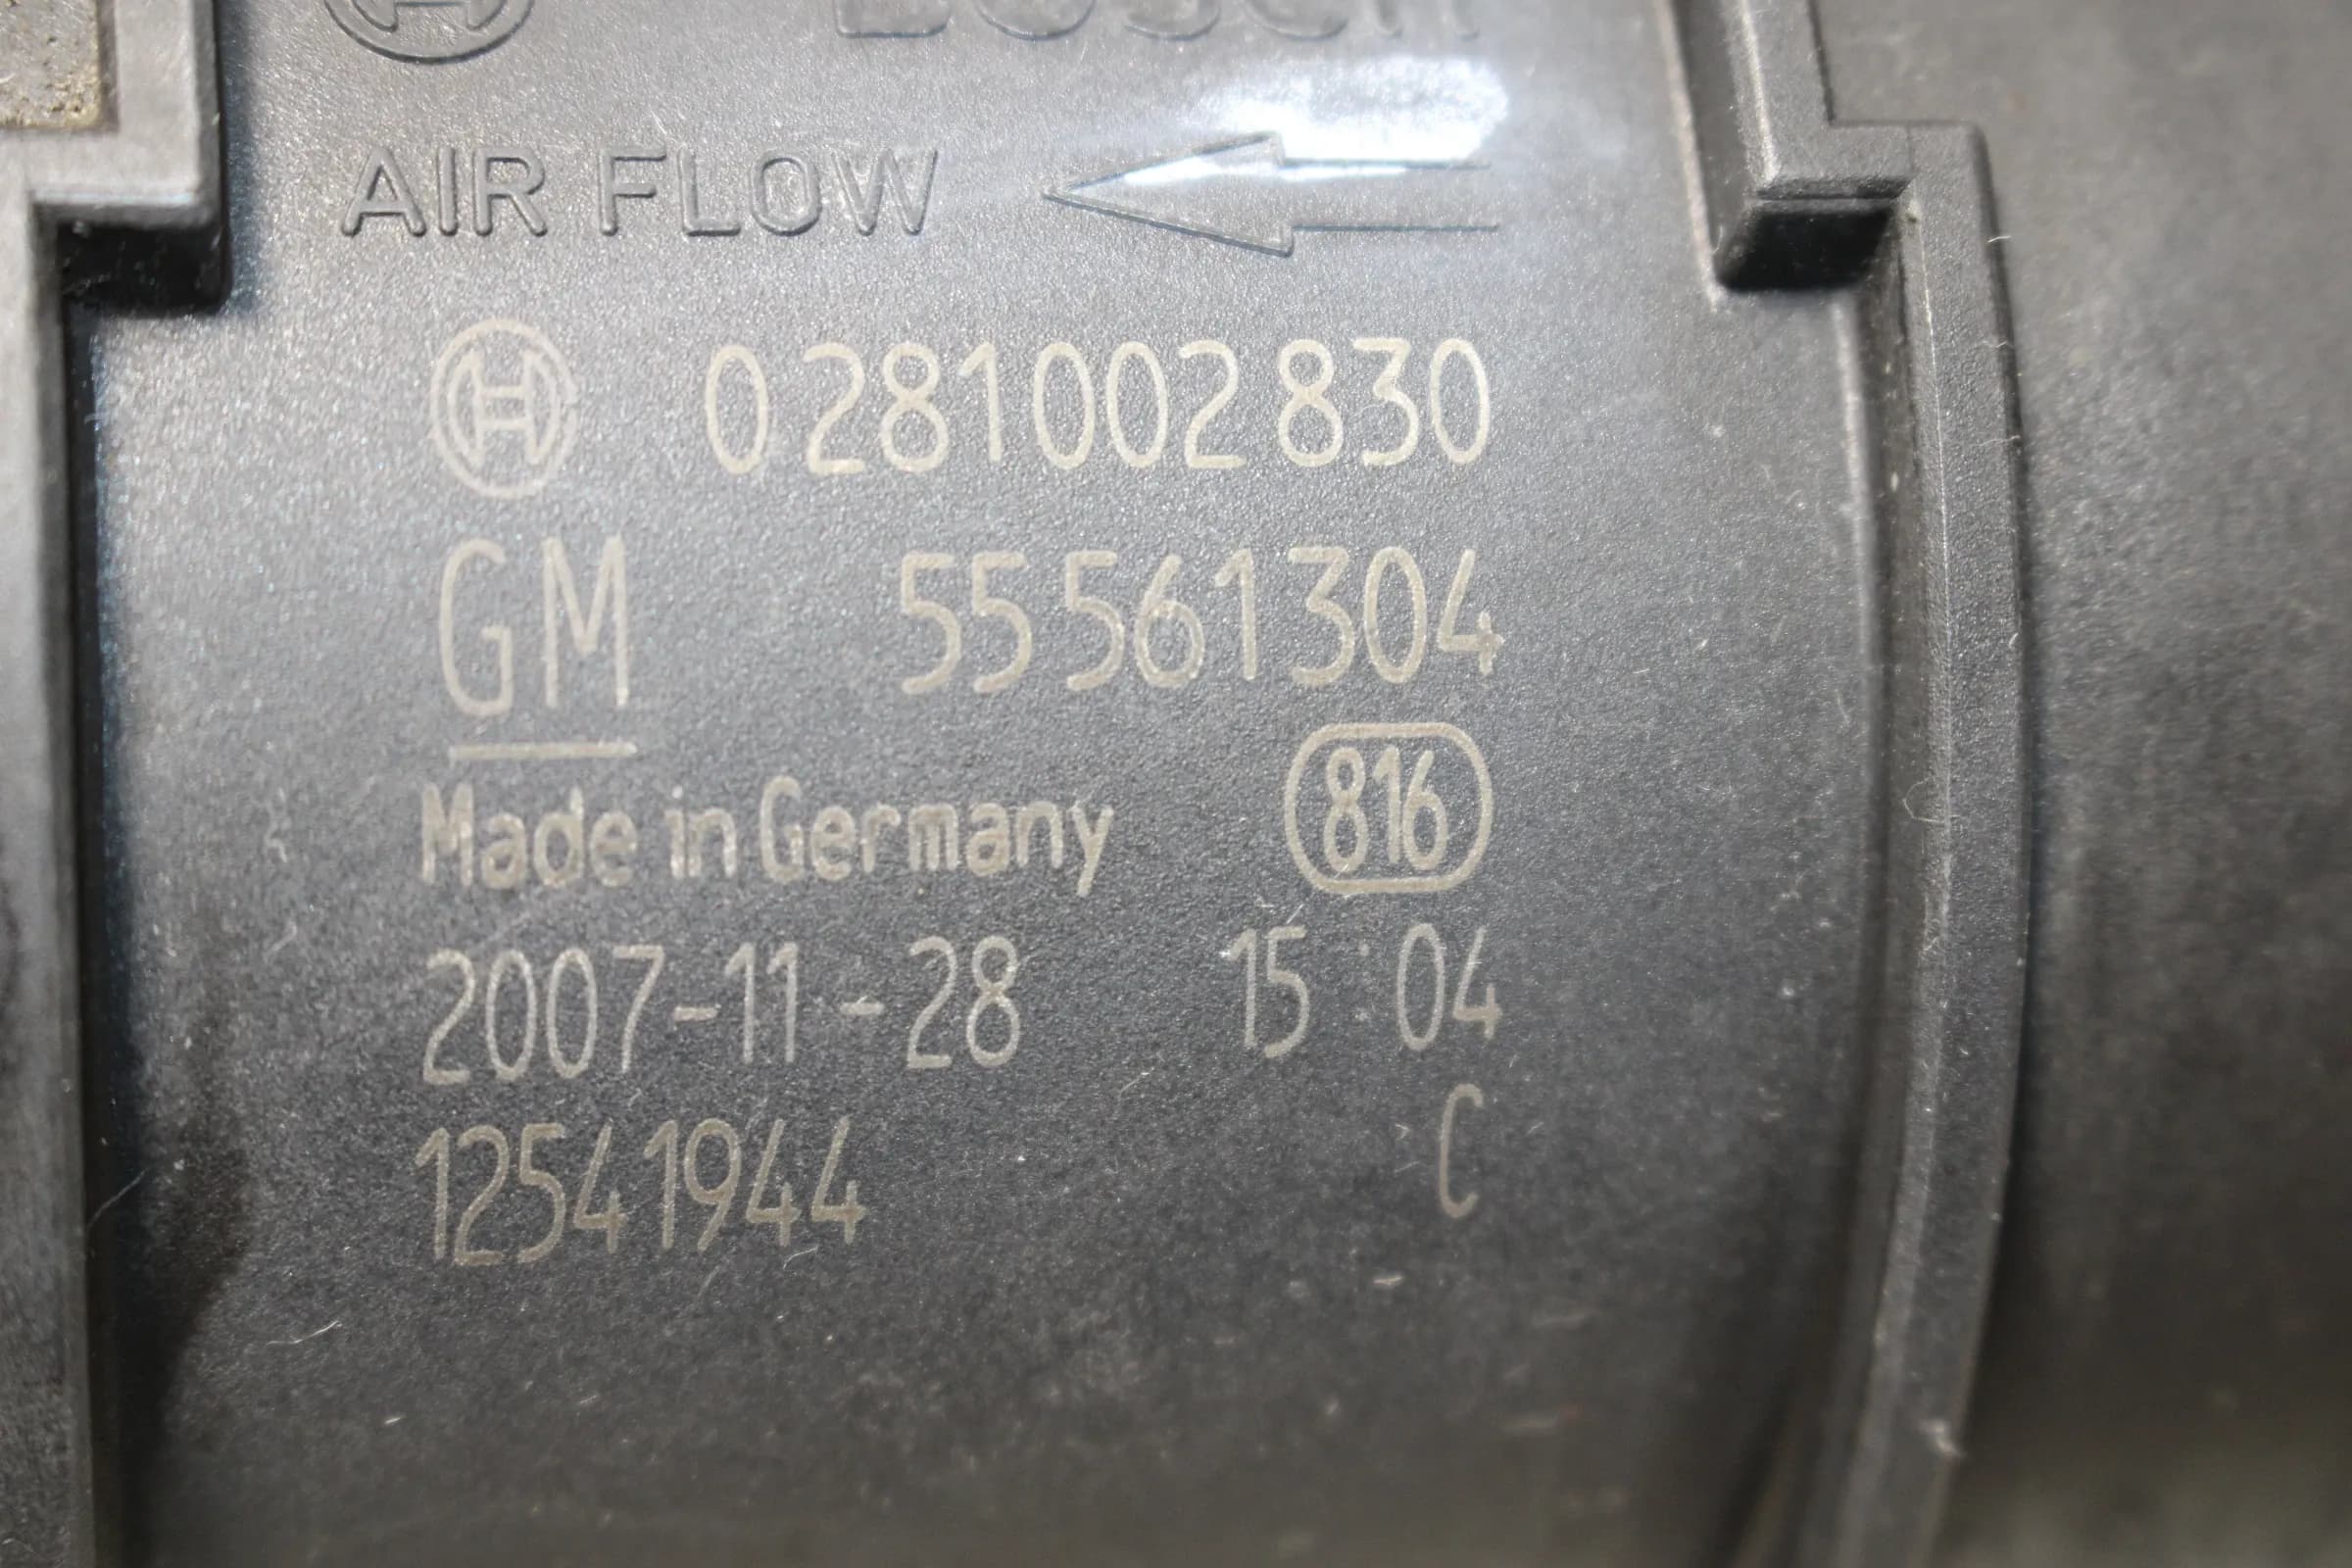 BOSCH
AIR FLOW
0 281 002 830
GM 55 561 304
Made in Germany 816
2007-11-28 15:04
12541944 C